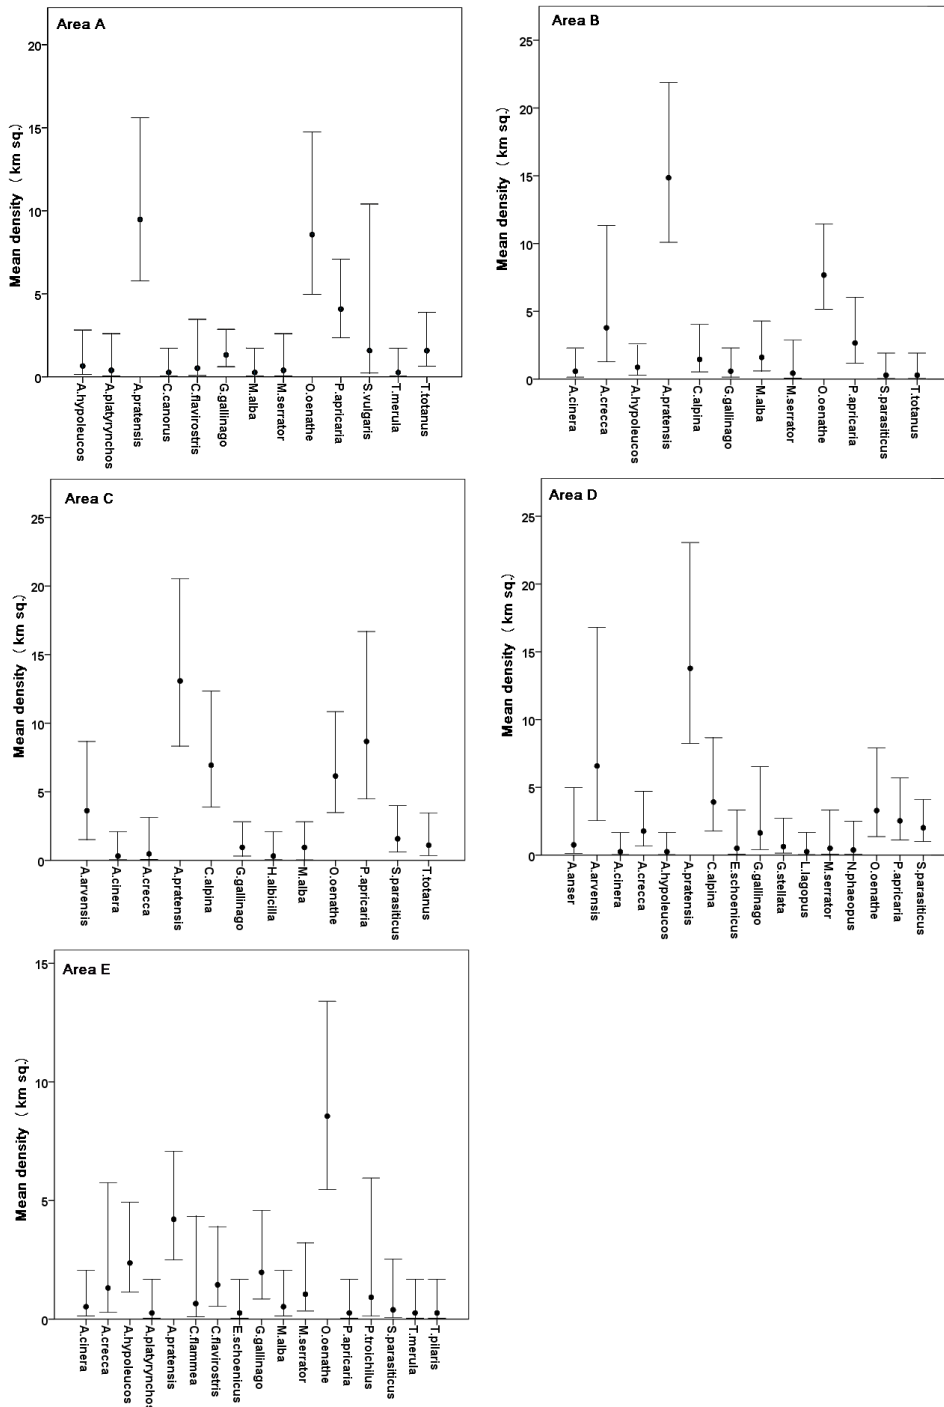 Area A
20
15
10
5
0
Mean density ( km sq.)
A.hypoleucos
A.platyrynchos
A.pratensis
C.canorus
C.flavirostris
G.gallinago
M.alba
M.serrator
O.oenathe
P.apricaria
S.vulgaris
T.merula
T.totanus
Area B
25
20
15
10
5
0
Mean density ( km sq.)
A.cinera
A.crecca
A.hypoleucos
A.pratensis
C.alpina
G.gallinago
M.alba
M.serrator
O.oenathe
P.apricaria
S.parasiticus
T.totanus
Area C
25
20
15
10
5
0
Mean density ( km sq.)
A.arvensis
A.cinera
A.crecca
A.pratensis
C.alpina
G.gallinago
H.albicilla
M.alba
O.oenathe
P.apricaria
S.parasiticus
T.totanus
Area D
25
20
15
10
5
0
Mean density ( km sq.)
A.anser
A.arvensis
A.cinera
A.crecca
A.hypoleucos
A.pratensis
C.alpina
E.schoenicus
G.gallinago
G.stellata
L.lagopus
M.serrator
N.phaeopus
O.oenathe
P.apricaria
S.parasiticus
Area E
15
10
5
0
Mean density ( km sq.)
A.cinera
A.crecca
A.hypoleucos
A.platyrynchos
A.pratensis
C.flammea
C.flavirostris
E.schoenicus
G.gallinago
M.alba
M.serrator
O.oenathe
P.apricaria
P.troichilus
S.parasiticus
T.merula
T.pilaris